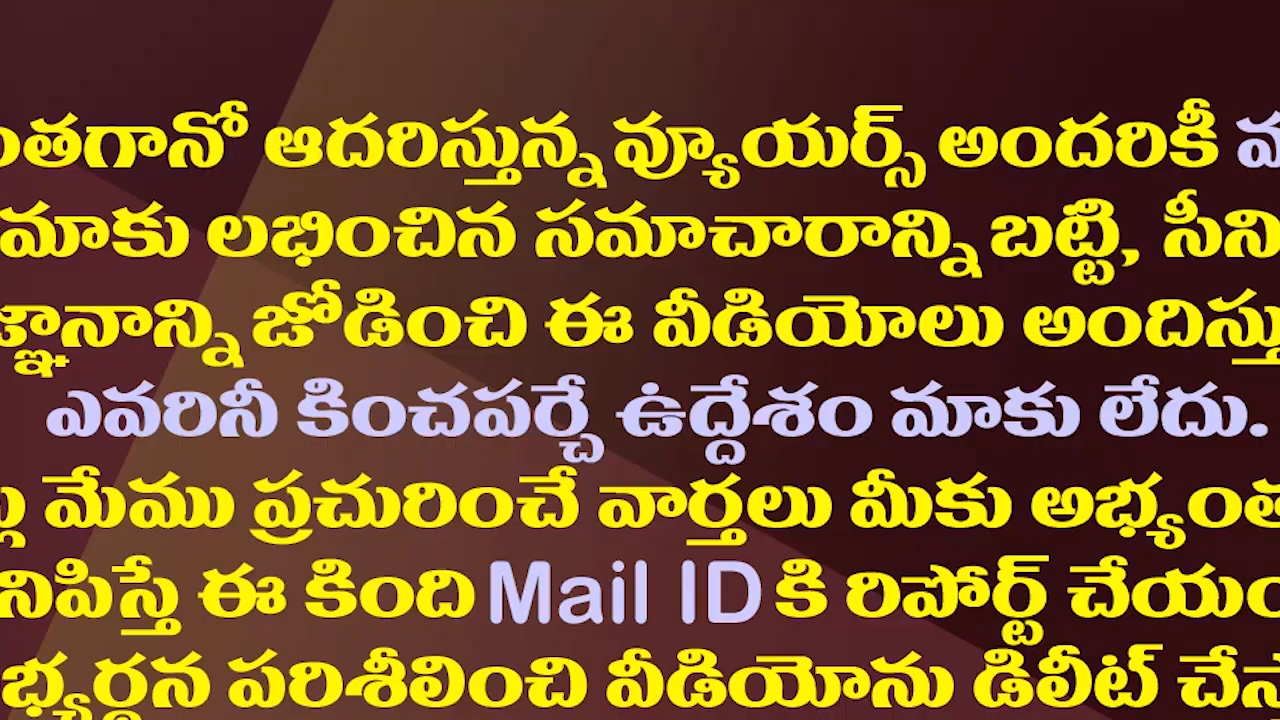 ఆదరిస్తున్న వ్యూయర్స్ అందరికీ
మాకు లభించిన సమాచారాన్ని బట్టి,
జోడించి ఈ వీడియోలు
ఎవరినీ కించపర్చే ఉద్దేశం మాకు లేదు.
మేము ప్రచురించే వార్తలు మీకు
ఈ కింది Mail ID కి రిపోర్ట్
పరిశీలించి వీడియోను డిలీట్